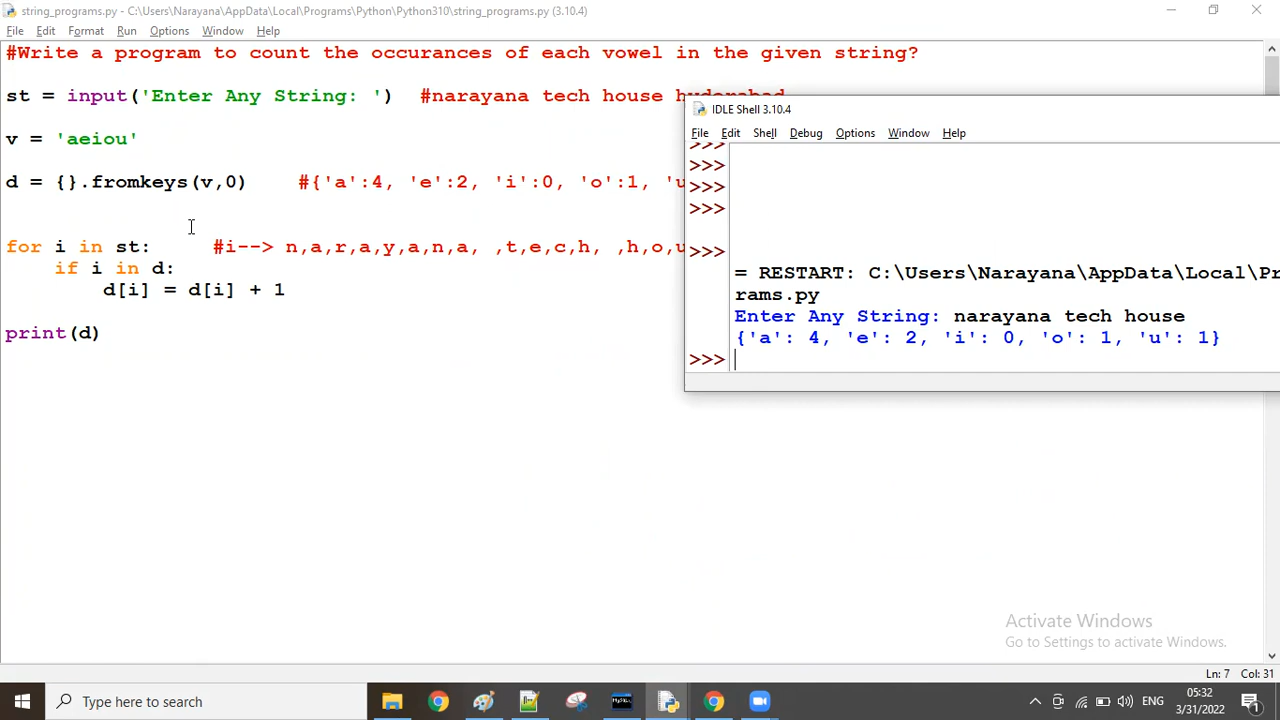 string_programs.py - C:\Users\Narayana\AppData\Local\Programs\Python\Python310\string_programs.py (3.10.4)
File Edit Format Run Options Window Help
#Write a program to count the occurances of each vowel in the given string?
st = input('Enter Any String: ') #narayana tech house hyderabad
v = 'aeiou'
d = {}.fromkeys(v,0) #{'a':4, 'e':2, 'i':0, 'o':1, 'u
for i in st: #i--> n,a,r,a,y,a,n,a, ,t,e,c,h, ,h,o,u
if i in d:
d[i] = d[i] + 1
print(d)
IDLE Shell 3.10.4
File Edit Shell Debug Options Window Help
>>>
>>>
>>>
>>>
>>>
= RESTART: C:\Users\Narayana\AppData\Local\Pr
rams.py
Enter Any String: narayana tech house
{'a': 4, 'e': 2, 'i': 0, 'o': 1, 'u': 1}
>>>
Activate Windows
Go to Settings to activate Windows.
Ln: 7 Col: 31
Type here to search
ENG
05:32
3/31/2022
1